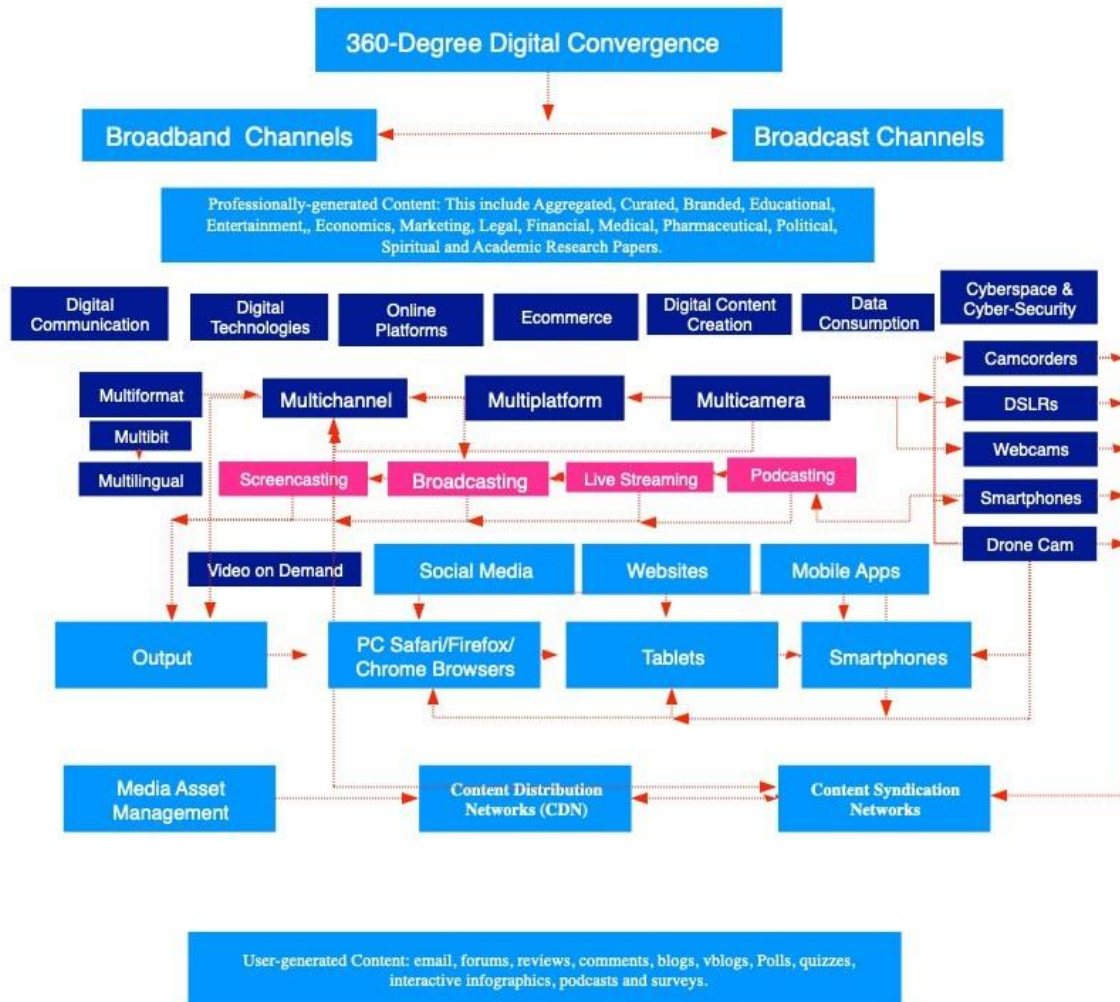 360-Degree Digital Convergence
Broadband Channels
Broadcast Channels
Professionally-generated Content: This include Aggregated, Curated, Branded, Educational,
Entertainment,, Economics, Marketing, Legal, Financial, Medical, Pharmaceutical, Political,
Spiritual and Academic Research Papers.
Digital
Communication
Digital
Technologies
Online
Platforms
Ecommerce
Digital Content
Creation
Data
Consumption
Cyberspace &
Cyber-Security
Multiformat
Multichannel
Multiplatform
Multicamera
Camcorders
DSLRs
Multibit
Webcams
Multilingual
Screencasting
Broadcasting
Live Streaming
Podcasting
Smartphones
Drone Cam
Video on Demand
Social Media
Websites
Mobile Apps
Output
PC Safari/Firefox/
Chrome Browsers
Tablets
Smartphones
Media Asset
Management
Content Distribution
Networks (CDN)
Content Syndication
Networks
User-generated Content: email, forums, reviews, comments, blogs, vblogs, Polls, quizzes,
interactive infographics, podcasts and surveys.